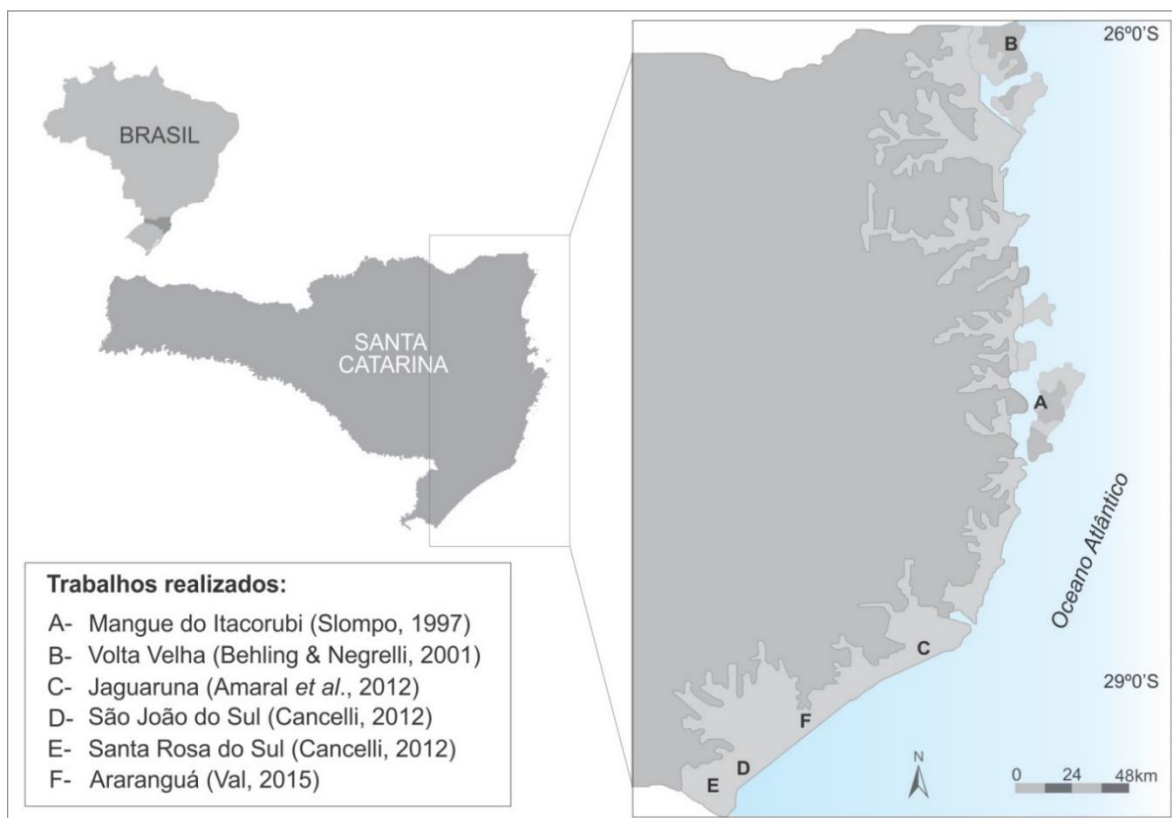 BRASIL
SANTA
CATARINA
Trabalhos realizados:
A- Mangue do Itacorubi (Slompo, 1997)
B- Volta Velha (Behling & Negrelli, 2001)
C- Jaguaruna (Amaral et al., 2012)
D- São João do Sul (Cancelli, 2012)
E- Santa Rosa do Sul (Cancelli, 2012)
F- Araranguá (Val, 2015)
26º0’S
B
A
Oceano Atlântico
C
29º0’S
F
D
E
N
0 24 48km